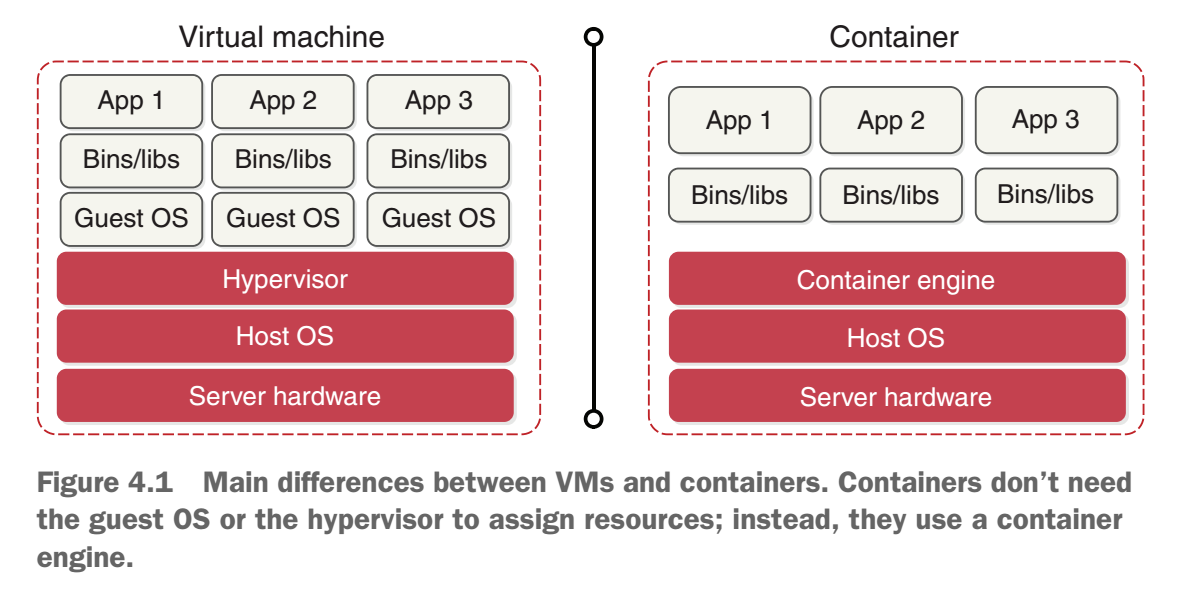 Virtual machine
App 1 App 2 App 3
Bins/libs Bins/libs Bins/libs
Guest OS Guest OS Guest OS
Hypervisor
Host OS
Server hardware
Container
App 1 App 2 App 3
Bins/libs Bins/libs Bins/libs
Container engine
Host OS
Server hardware
Figure 4.1 Main differences between VMs and containers. Containers don’t need
the guest OS or the hypervisor to assign resources; instead, they use a container
engine.